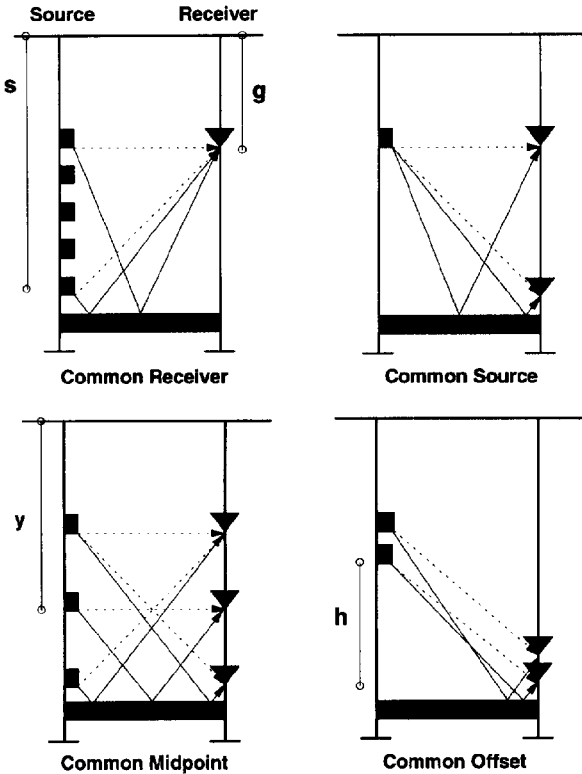 Source
Receiver
s
g
Common Receiver
Common Source
y
h
Common Midpoint
Common Offset